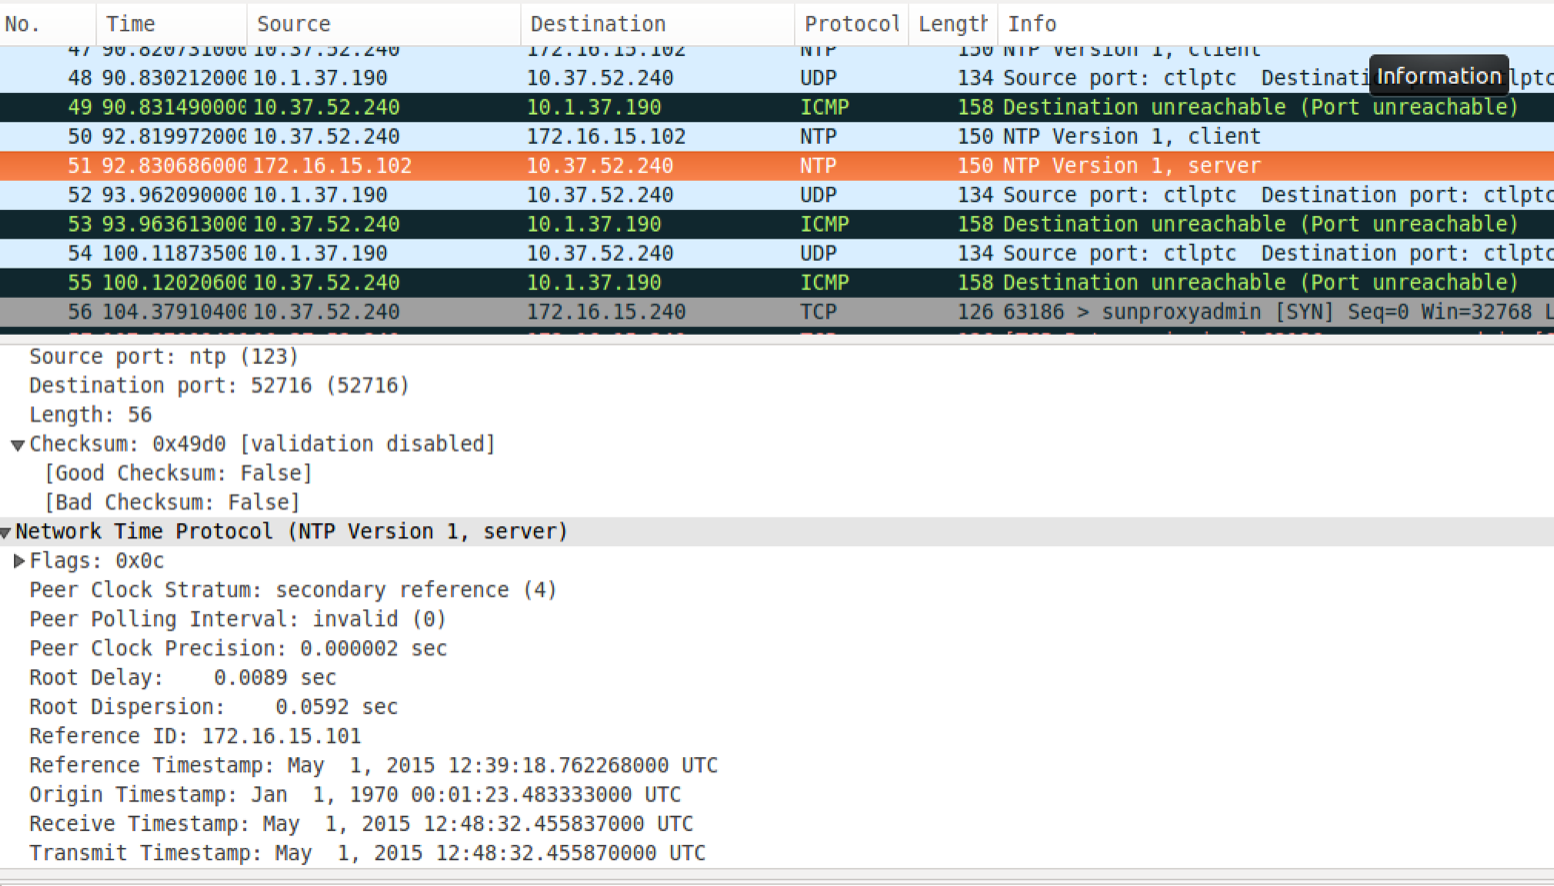 No. Time Source Destination Protocol Length Info
47 90.820731000 10.37.52.240 172.16.15.102 NTP 150 NTP Version 1, client
48 90.830212000 10.1.37.190 10.37.52.240 UDP 134 Source port: ctlptc Destinati lptc
Information
49 90.831490000 10.37.52.240 10.1.37.190 ICMP 158 Destination unreachable (Port unreachable)
50 92.819972000 10.37.52.240 172.16.15.102 NTP 150 NTP Version 1, client
51 92.830686000 172.16.15.102 10.37.52.240 NTP 150 NTP Version 1, server
52 93.962090000 10.1.37.190 10.37.52.240 UDP 134 Source port: ctlptc Destination port: ctlptc
53 93.963613000 10.37.52.240 10.1.37.190 ICMP 158 Destination unreachable (Port unreachable)
54 100.11873500 10.1.37.190 10.37.52.240 UDP 134 Source port: ctlptc Destination port: ctlptc
55 100.12020600 10.37.52.240 10.1.37.190 ICMP 158 Destination unreachable (Port unreachable)
56 104.37910400 10.37.52.240 172.16.15.240 TCP 126 63186 > sunproxyadmin [SYN] Seq=0 Win=32768 L
Source port: ntp (123)
Destination port: 52716 (52716)
Length: 56
Checksum: 0x49d0 [validation disabled]
[Good Checksum: False]
[Bad Checksum: False]
Network Time Protocol (NTP Version 1, server)
Flags: 0x0c
Peer Clock Stratum: secondary reference (4)
Peer Polling Interval: invalid (0)
Peer Clock Precision: 0.000002 sec
Root Delay: 0.0089 sec
Root Dispersion: 0.0592 sec
Reference ID: 172.16.15.101
Reference Timestamp: May 1, 2015 12:39:18.762268000 UTC
Origin Timestamp: Jan 1, 1970 00:01:23.483333000 UTC
Receive Timestamp: May 1, 2015 12:48:32.455837000 UTC
Transmit Timestamp: May 1, 2015 12:48:32.455870000 UTC